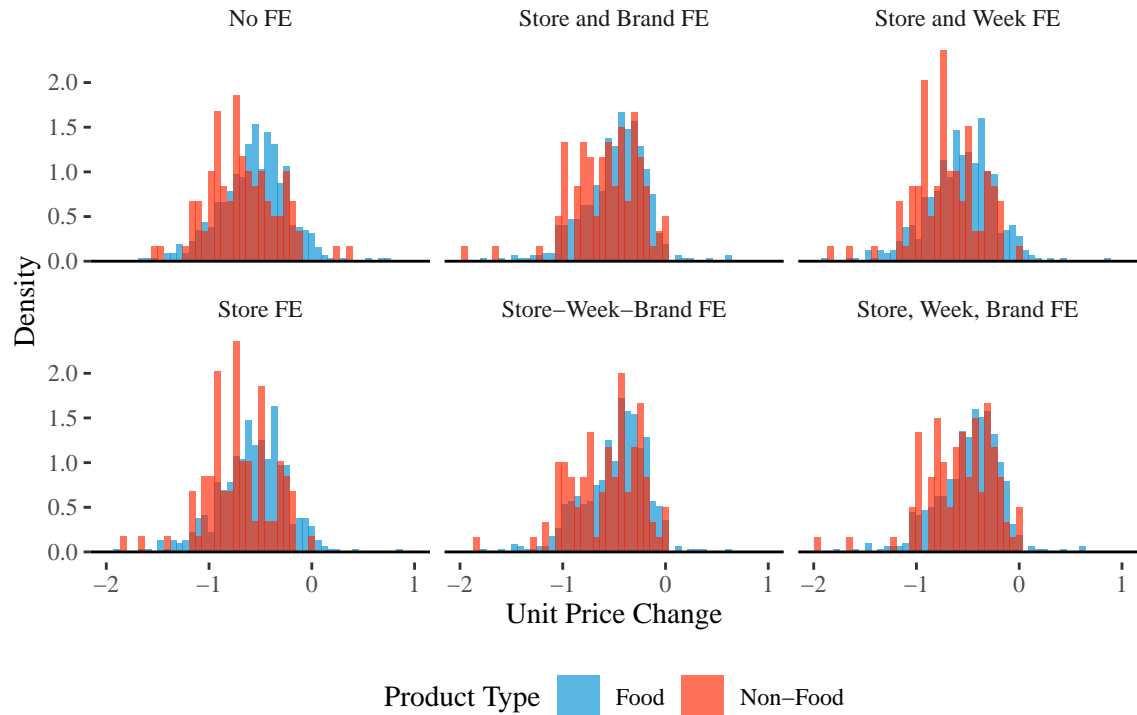 No FE
Store and Brand FE
Store and Week FE
2.0
1.5
1.0
0.5
0.0
Store FE
Store−Week−Brand FE
Store, Week, Brand FE
2.0
1.5
1.0
0.5
0.0
−2 −1 0 1
−2 −1 0 1
−2 −1 0 1
Density
Unit Price Change
Product Type Food Non−Food